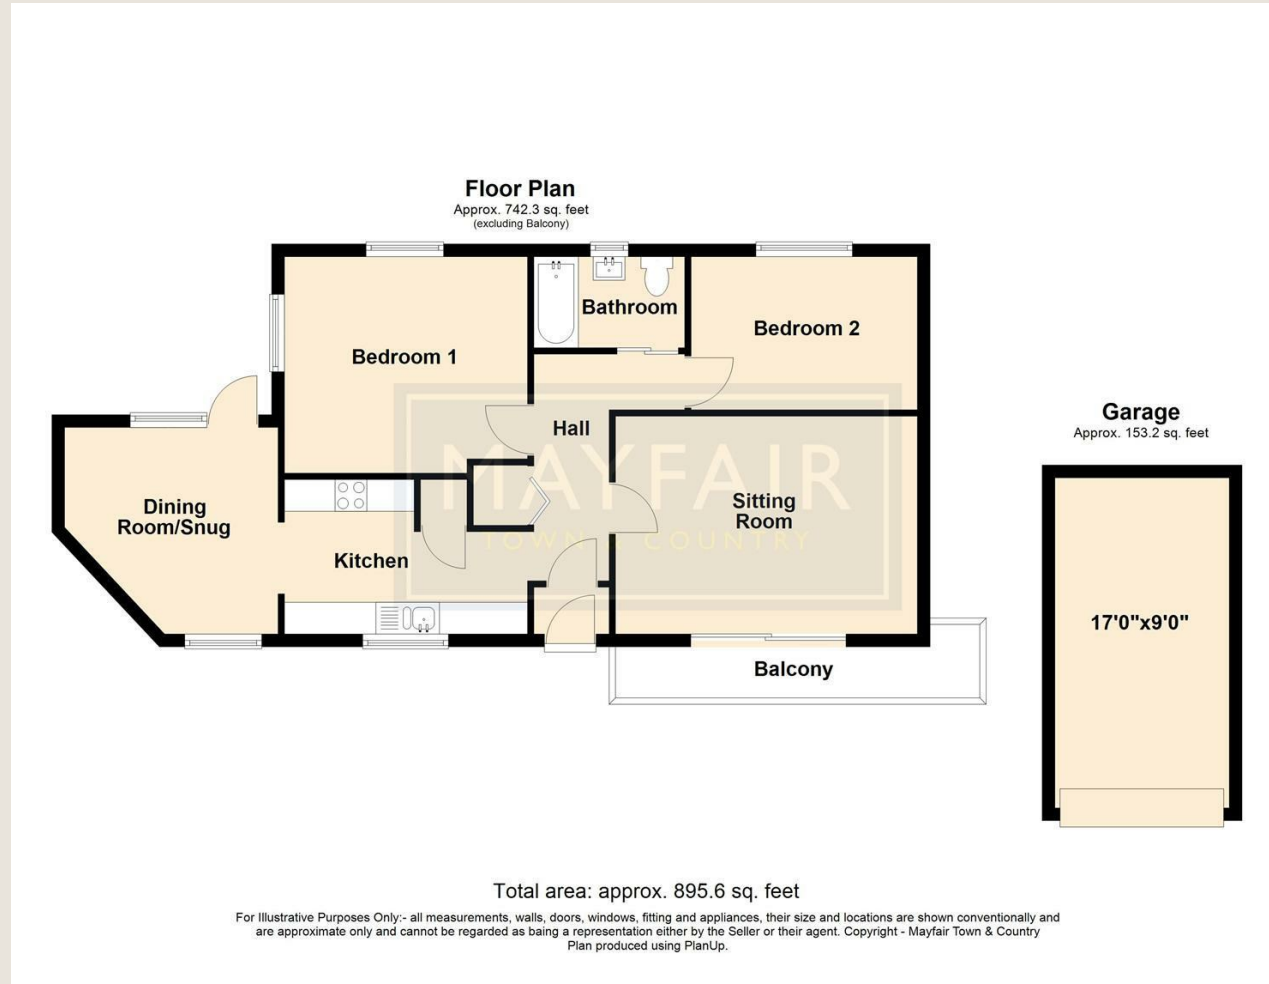 Floor Plan
Approx. 742.3 sq. feet
(excluding Balcony)
Bathroom
Bedroom 2
Bedroom 1
Garage
Approx. 153.2 sq. feet
Hall
MAYFAIR
TOWN & COUNTRY
Dining
Room/Snug
Sitting
Room
Kitchen
17'0"x9'0"
Balcony
Total area: approx. 895.6 sq. feet
For Illustrative Purposes Only:- all measurements, walls, doors, windows, fitting and appliances, their size and locations are shown conventionally and
are approximate only and cannot be regarded as being a representation either by the Seller or their agent. Copyright - Mayfair Town & Country
Plan produced using PlanUp.